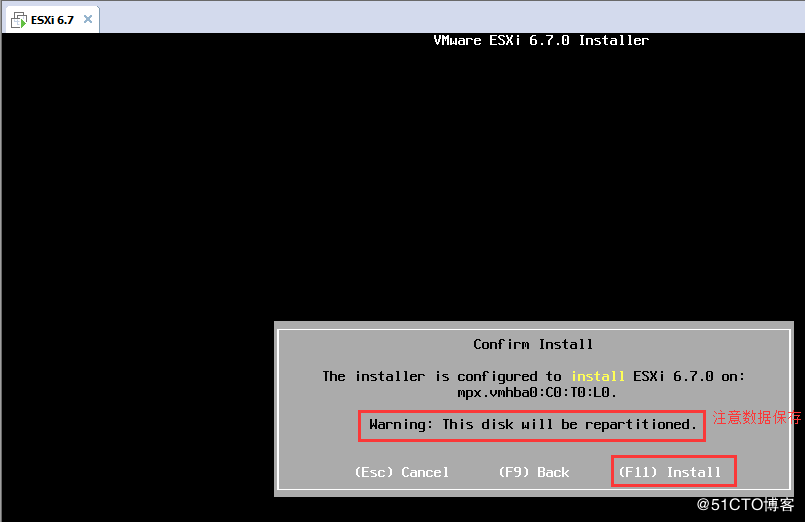 ESXi 6.7
VMware ESXi 6.7.0 Installer
Confirm Install
The installer is configured to install ESXi 6.7.0 on:
mpx.vmhba0:C0:T0:L0.
Warning: This disk will be repartitioned.
注意数据保存
(Esc) Cancel (F9) Back (F11) Install
@51CTO博客